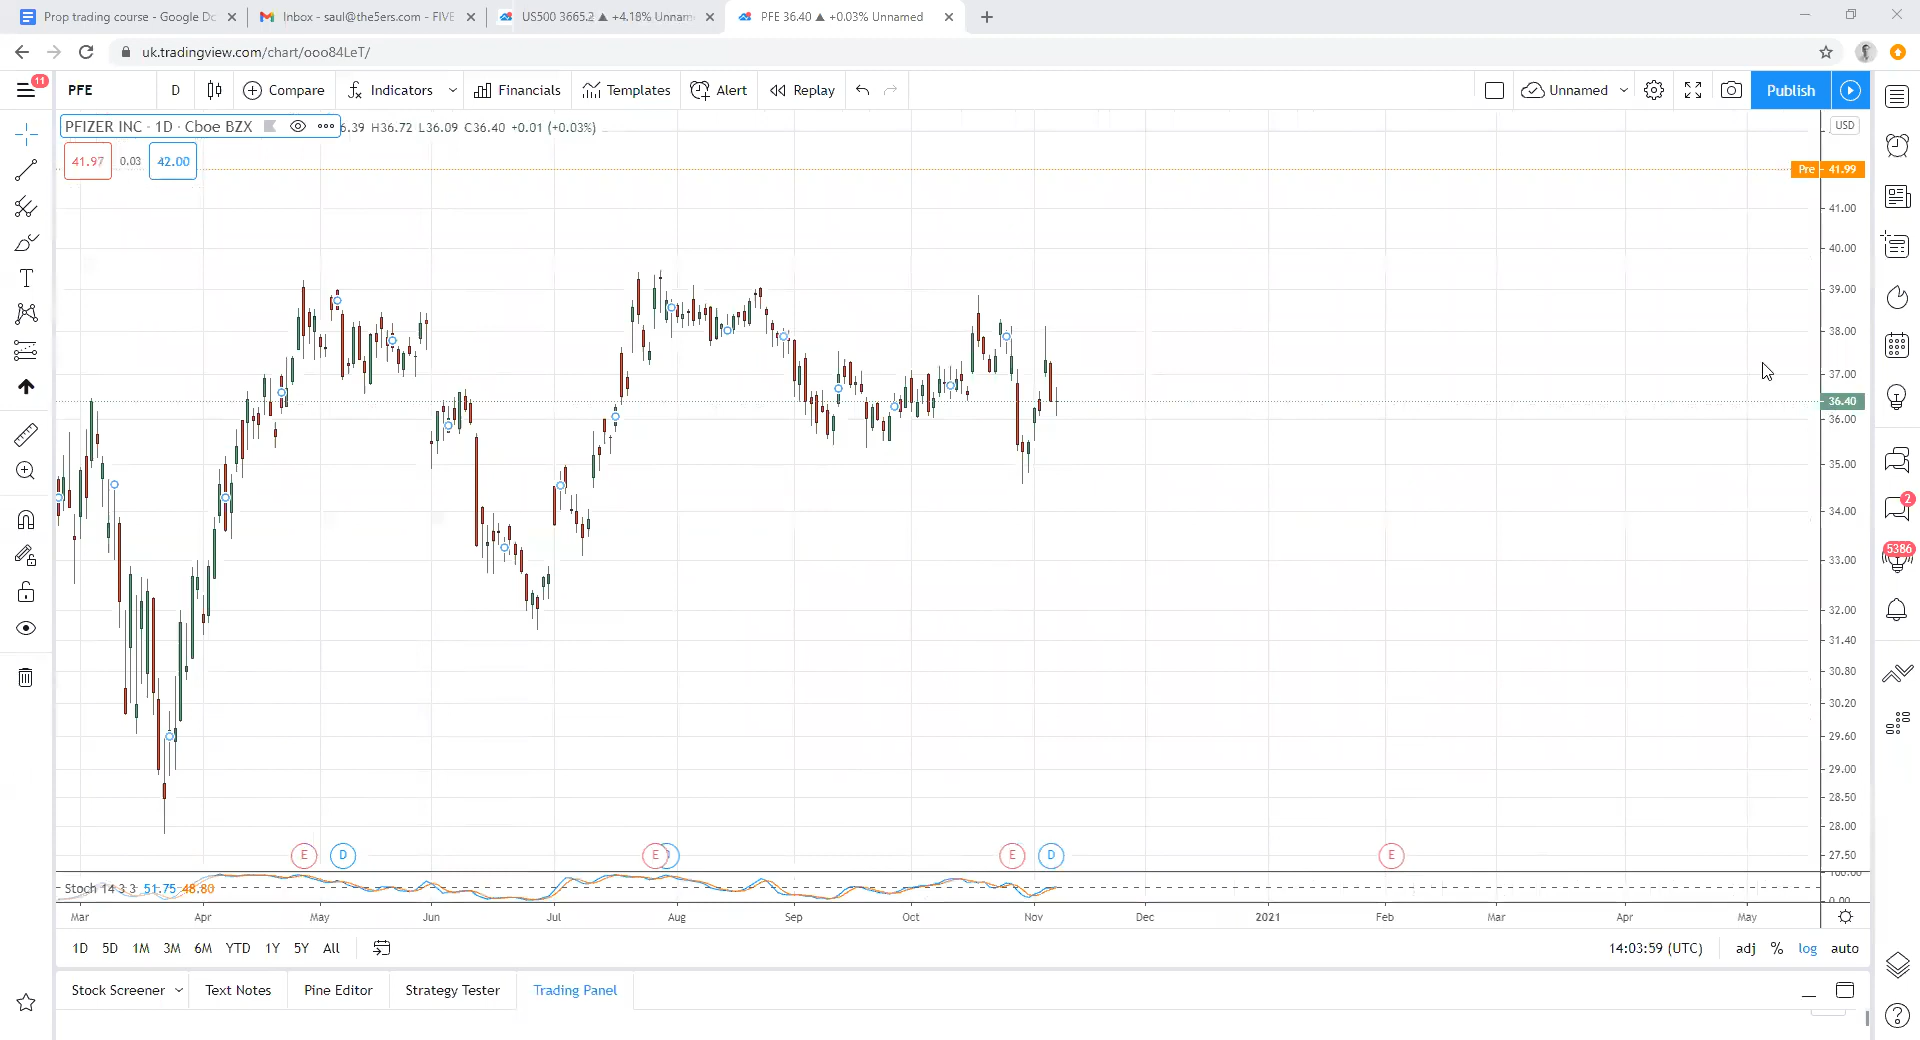 Prop trading course - Google Do
Inbox - saul@the5ers.com - FIVE
US500 3665.2 ▲ +4.18% Unnam
PFE 36.40 ▲ +0.03% Unnamed
uk.tradingview.com/chart/ooo84LeT/
11
PFE
D
Compare
Indicators
Financials
Templates
Alert
Replay
Unnamed
Publish
PFIZER INC · 1D · Cboe BZX
6.39 H36.72 L36.09 C36.40 +0.01 (+0.03%)
USD
41.97
0.03
42.00
Pre 41.99
41.00
40.00
39.00
38.00
37.00
36.40
36.00
35.00
34.00
33.00
32.00
31.40
30.80
30.20
29.60
29.00
28.50
28.00
27.50
2
5386
E
D
E
E
D
E
Stoch 14 3 3 51.75 48.80
100.00
0.00
Mar Apr May Jun Jul Aug Sep Oct Nov Dec 2021 Feb Mar Apr May
1D 5D 1M 3M 6M YTD 1Y 5Y All
14:03:59 (UTC)
adj % log auto
Stock Screener
Text Notes
Pine Editor
Strategy Tester
Trading Panel